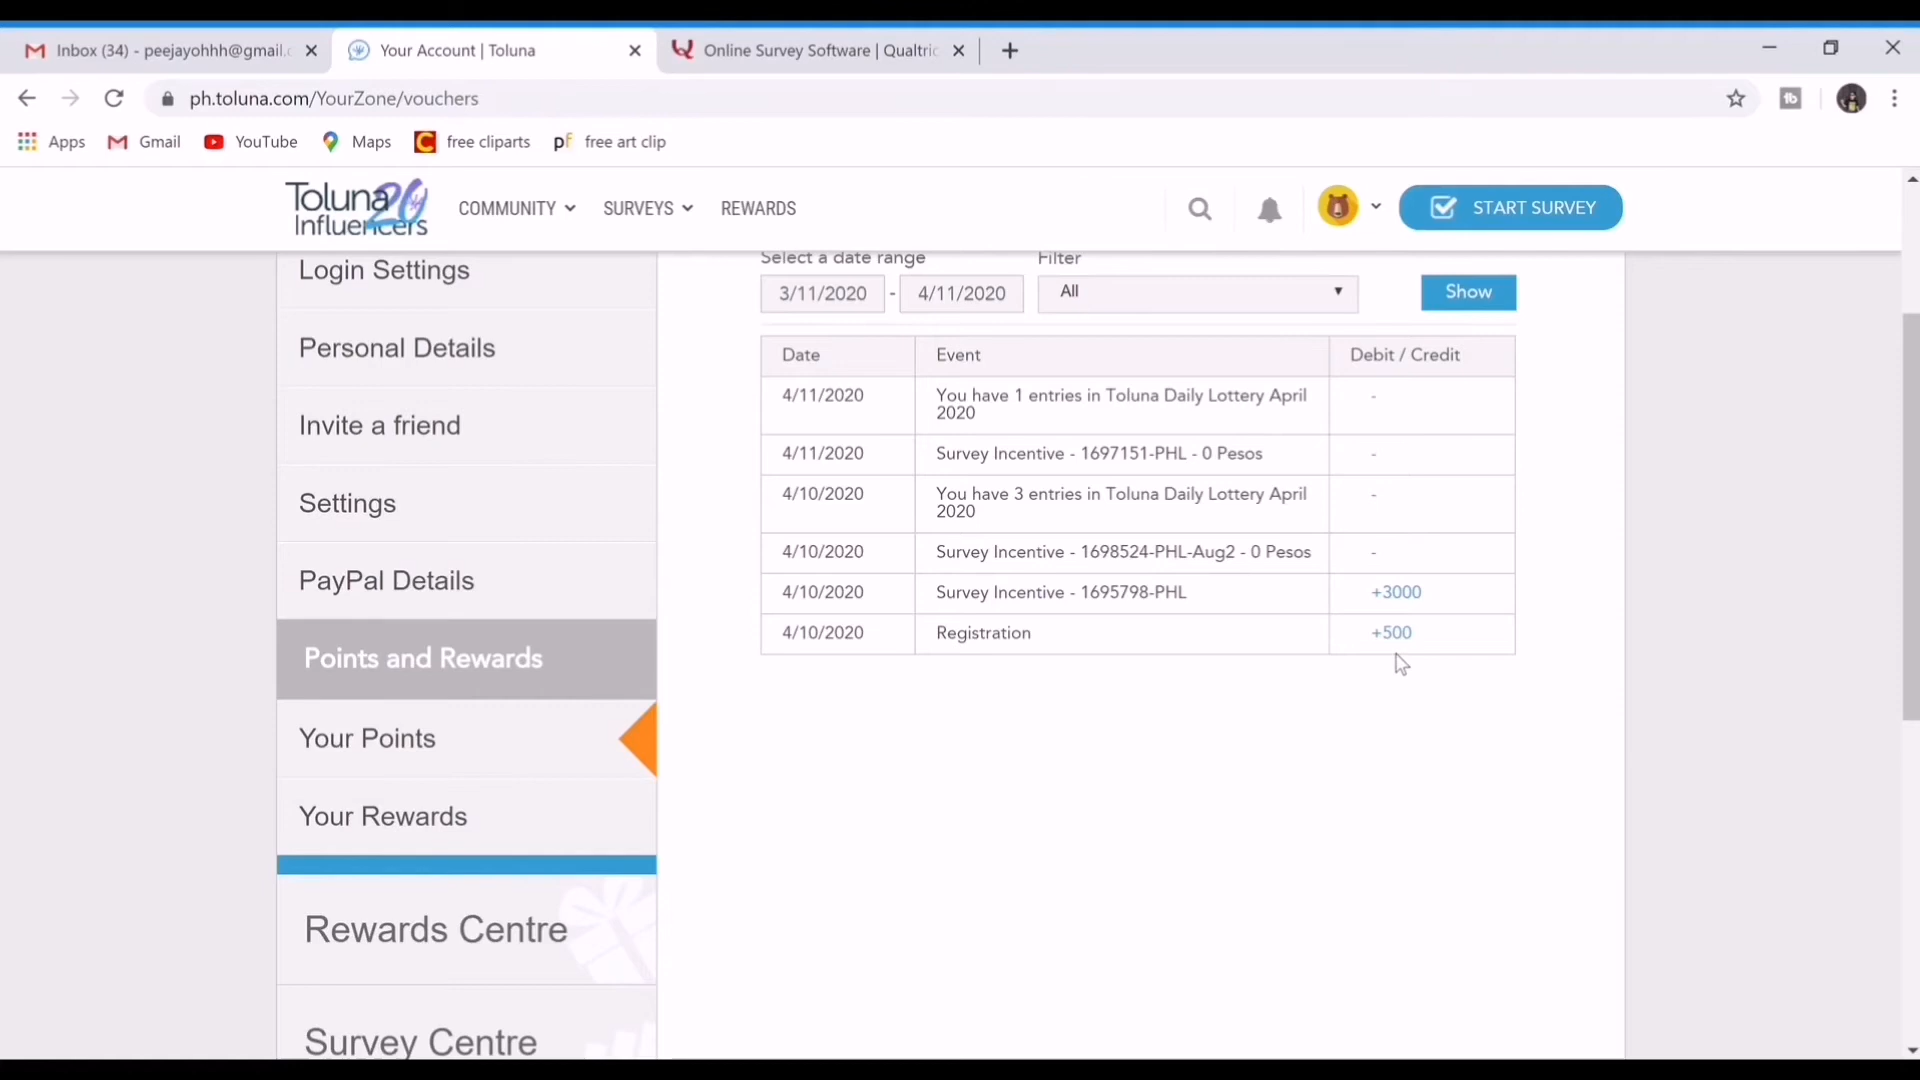 Inbox (34) - peejayohhh@gmail.c
Your Account | Toluna
Online Survey Software | Qualtric
ph.toluna.com/YourZone/vouchers
Apps
Gmail
YouTube
Maps
free cliparts
pf free art clip
Toluna 20
Influencers
COMMUNITY
SURVEYS
REWARDS
START SURVEY
Login Settings
Personal Details
Invite a friend
Settings
PayPal Details
Points and Rewards
Your Points
Your Rewards
Rewards Centre
Survey Centre
Select a date range
Filter
3/11/2020 - 4/11/2020
All
Show
Date Event Debit / Credit
4/11/2020 You have 1 entries in Toluna Daily Lottery April -
2020
4/11/2020 Survey Incentive - 1697151-PHL - 0 Pesos -
4/10/2020 You have 3 entries in Toluna Daily Lottery April -
2020
4/10/2020 Survey Incentive - 1698524-PHL-Aug2 - 0 Pesos -
4/10/2020 Survey Incentive - 1695798-PHL +3000
4/10/2020 Registration +500